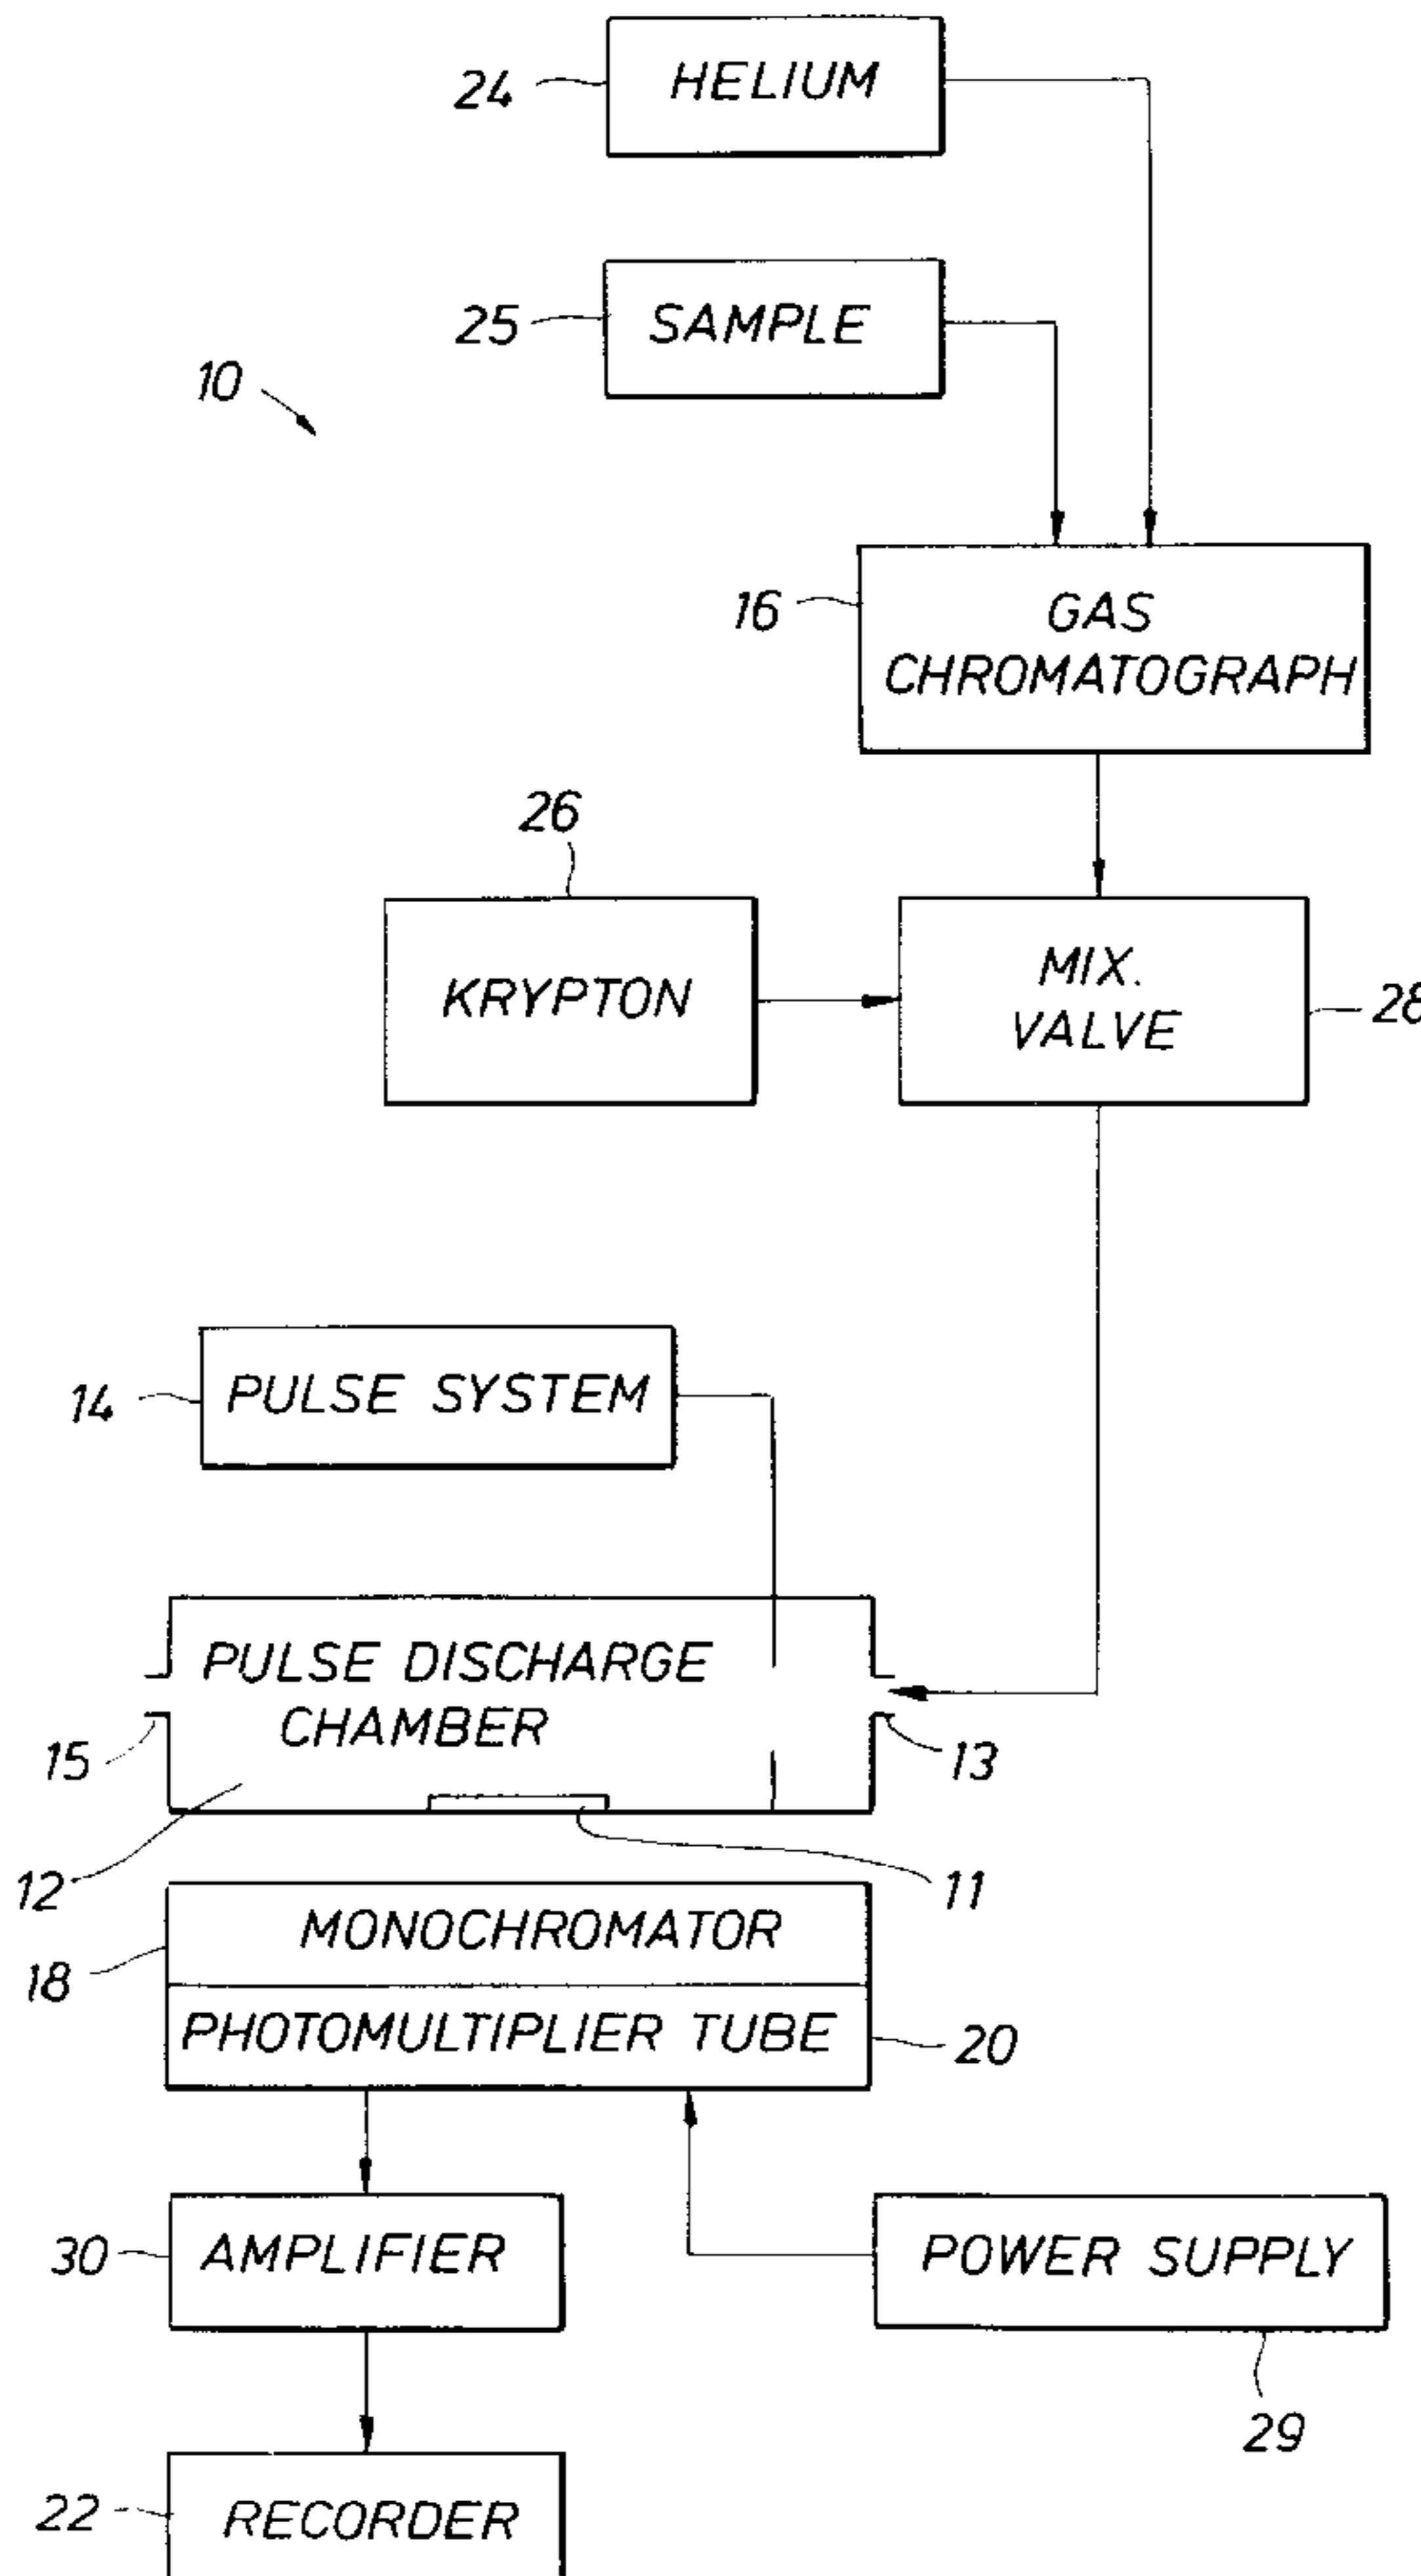 24
HELIUM
25
SAMPLE
10
16
GAS
CHROMATOGRAPH
26
KRYPTON
MIX.
VALVE
28
14
PULSE SYSTEM
PULSE DISCHARGE
CHAMBER
15
13
12
11
MONOCHROMATOR
18
PHOTOMULTIPLIER TUBE
20
30
AMPLIFIER
POWER SUPPLY
29
22
RECORDER